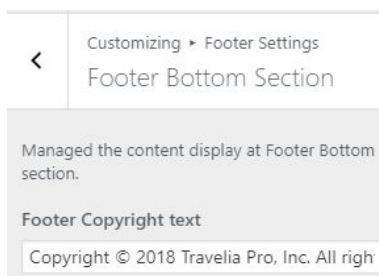 Customizing ▸ Footer Settings
Footer Bottom Section
Managed the content display at Footer Bottom
section.
Footer Copyright text
Copyright © 2018 Travelia Pro, Inc. All righ